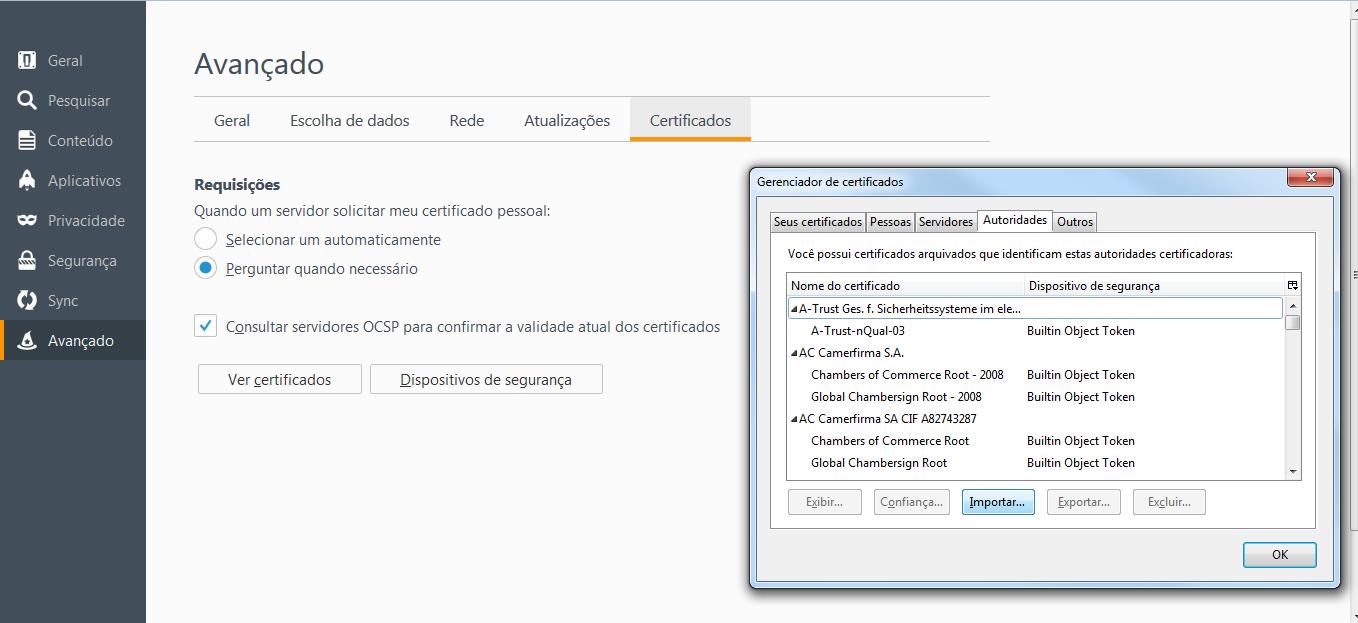 Geral
Pesquisar
Conteúdo
Aplicativos
Privacidade
Segurança
Sync
Avançado
Avançado
Geral
Escolha de dados
Rede
Atualizações
Certificados
Requisições
Quando um servidor solicitar meu certificado pessoal:
Selecionar um automaticamente
Perguntar quando necessário
Consultar servidores OCSP para confirmar a validade atual dos certificados
Ver certificados
Dispositivos de segurança
Gerenciador de certificados
Seus certificados
Pessoas
Servidores
Autoridades
Outros
Você possui certificados arquivados que identificam estas autoridades certificadoras:
Nome do certificado Dispositivo de segurança
A-Trust Ges. f. Sicherheitssysteme im ele...
A-Trust-nQual-03 Builtin Object Token
AC Camerfirma S.A.
Chambers of Commerce Root - 2008 Builtin Object Token
Global Chambersign Root - 2008 Builtin Object Token
AC Camerfirma SA CIF A82743287
Chambers of Commerce Root Builtin Object Token
Global Chambersign Root Builtin Object Token
Exibir...
Confiança...
Importar...
Exportar...
Excluir...
OK